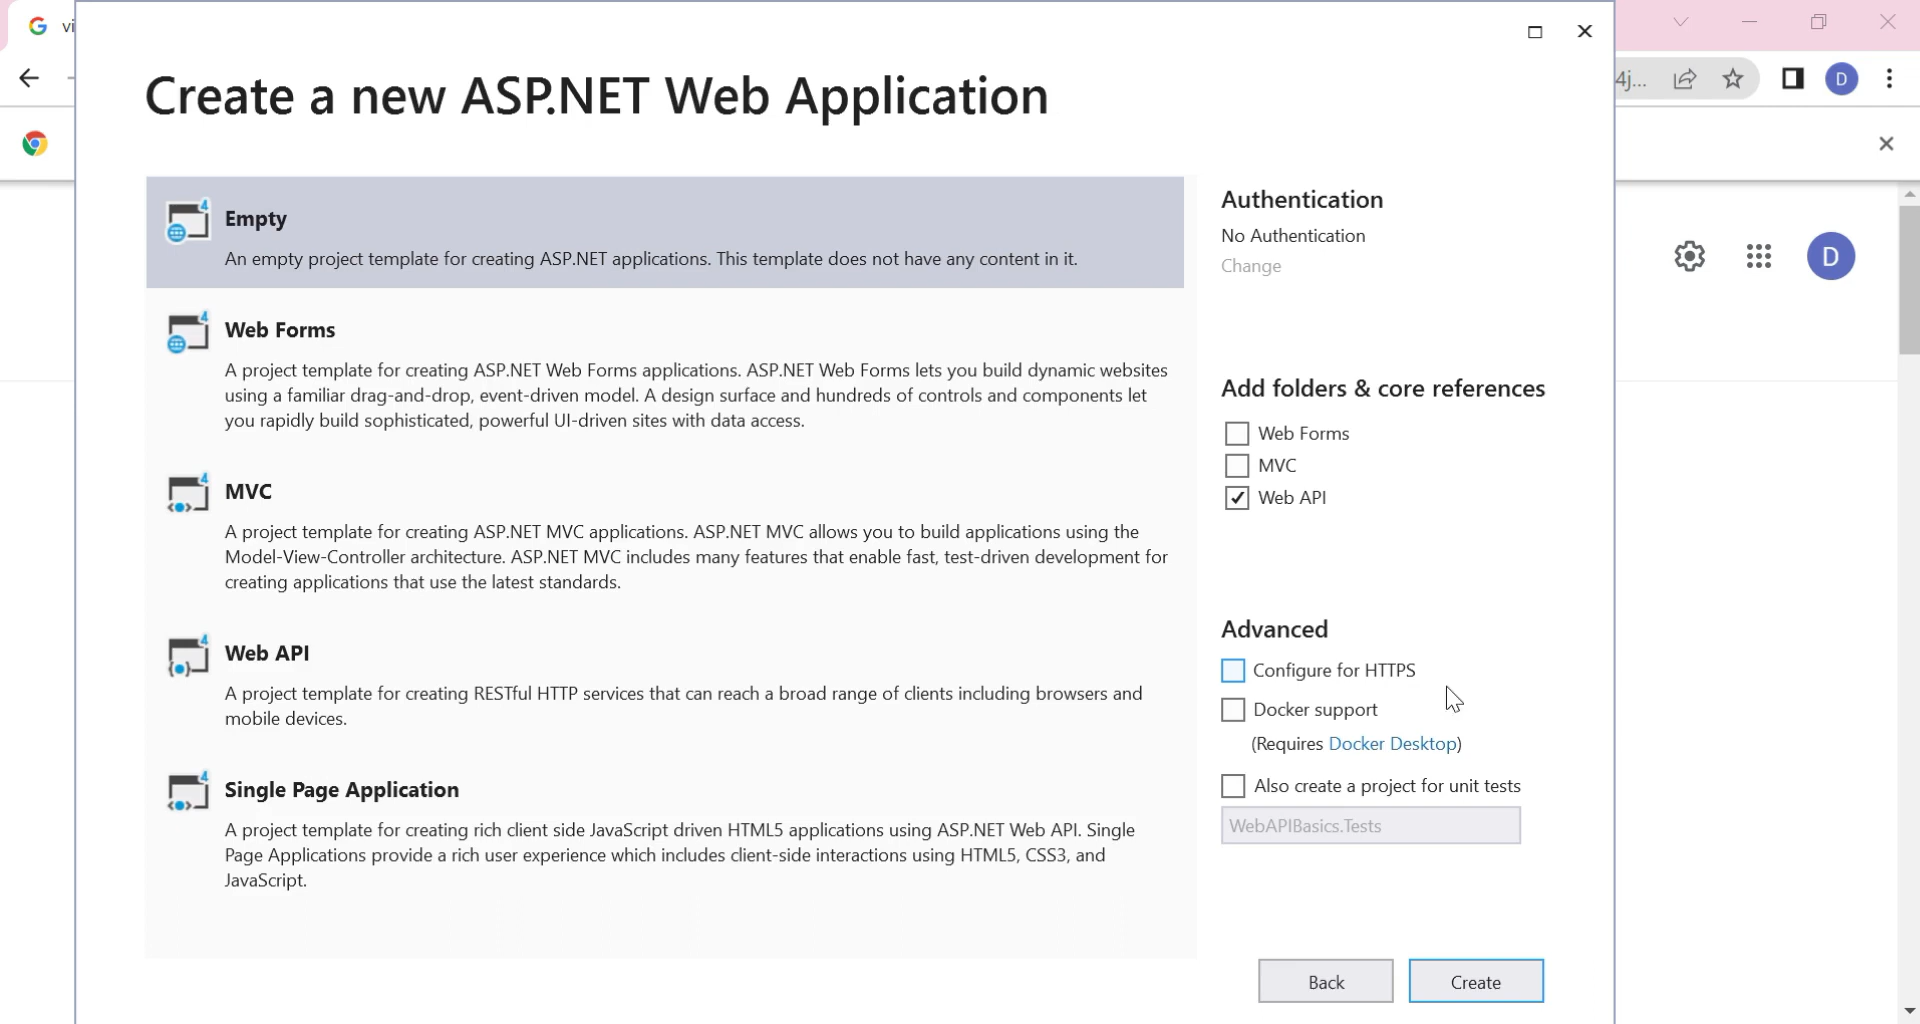 vi
Create a new ASP.NET Web Application
4j...
D
D
Empty
An empty project template for creating ASP.NET applications. This template does not have any content in it.
Web Forms
A project template for creating ASP.NET Web Forms applications. ASP.NET Web Forms lets you build dynamic websites
using a familiar drag-and-drop, event-driven model. A design surface and hundreds of controls and components let
you rapidly build sophisticated, powerful UI-driven sites with data access.
MVC
A project template for creating ASP.NET MVC applications. ASP.NET MVC allows you to build applications using the
Model-View-Controller architecture. ASP.NET MVC includes many features that enable fast, test-driven development for
creating applications that use the latest standards.
Web API
A project template for creating RESTful HTTP services that can reach a broad range of clients including browsers and
mobile devices.
Single Page Application
A project template for creating rich client side JavaScript driven HTML5 applications using ASP.NET Web API. Single
Page Applications provide a rich user experience which includes client-side interactions using HTML5, CSS3, and
JavaScript.
Authentication
No Authentication
Change
Add folders & core references
Web Forms
MVC
Web API
Advanced
Configure for HTTPS
Docker support
(Requires Docker Desktop)
Also create a project for unit tests
WebAPIBasics.Tests
Back
Create